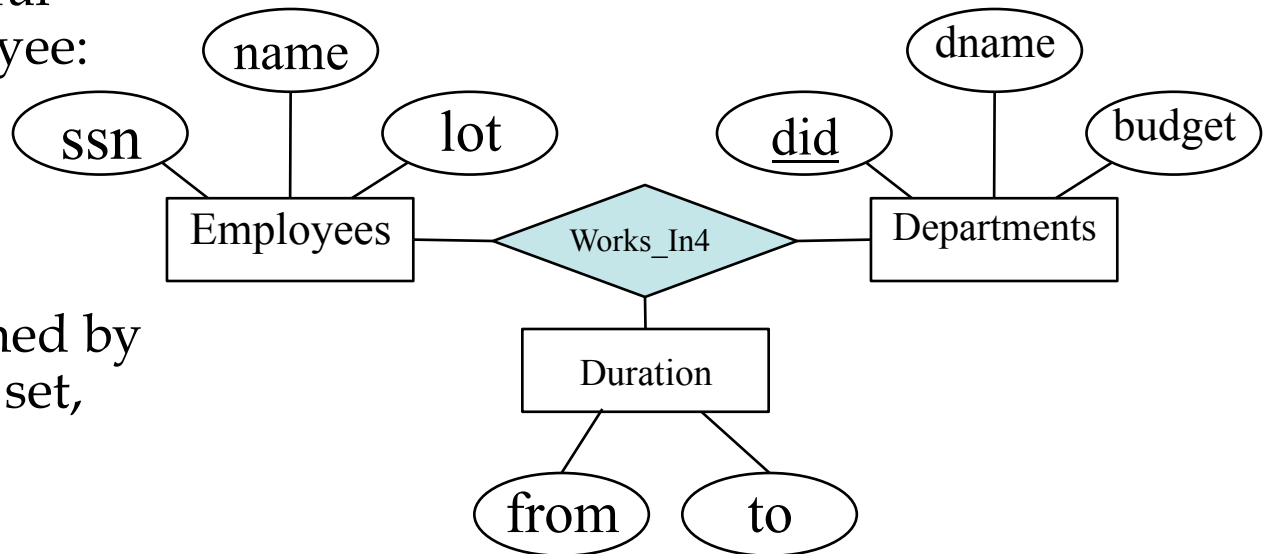 yee:
name
dname
ssn
lot
did
budget
Employees
Works_In4
Departments
ned by
set,
Duration
from
to